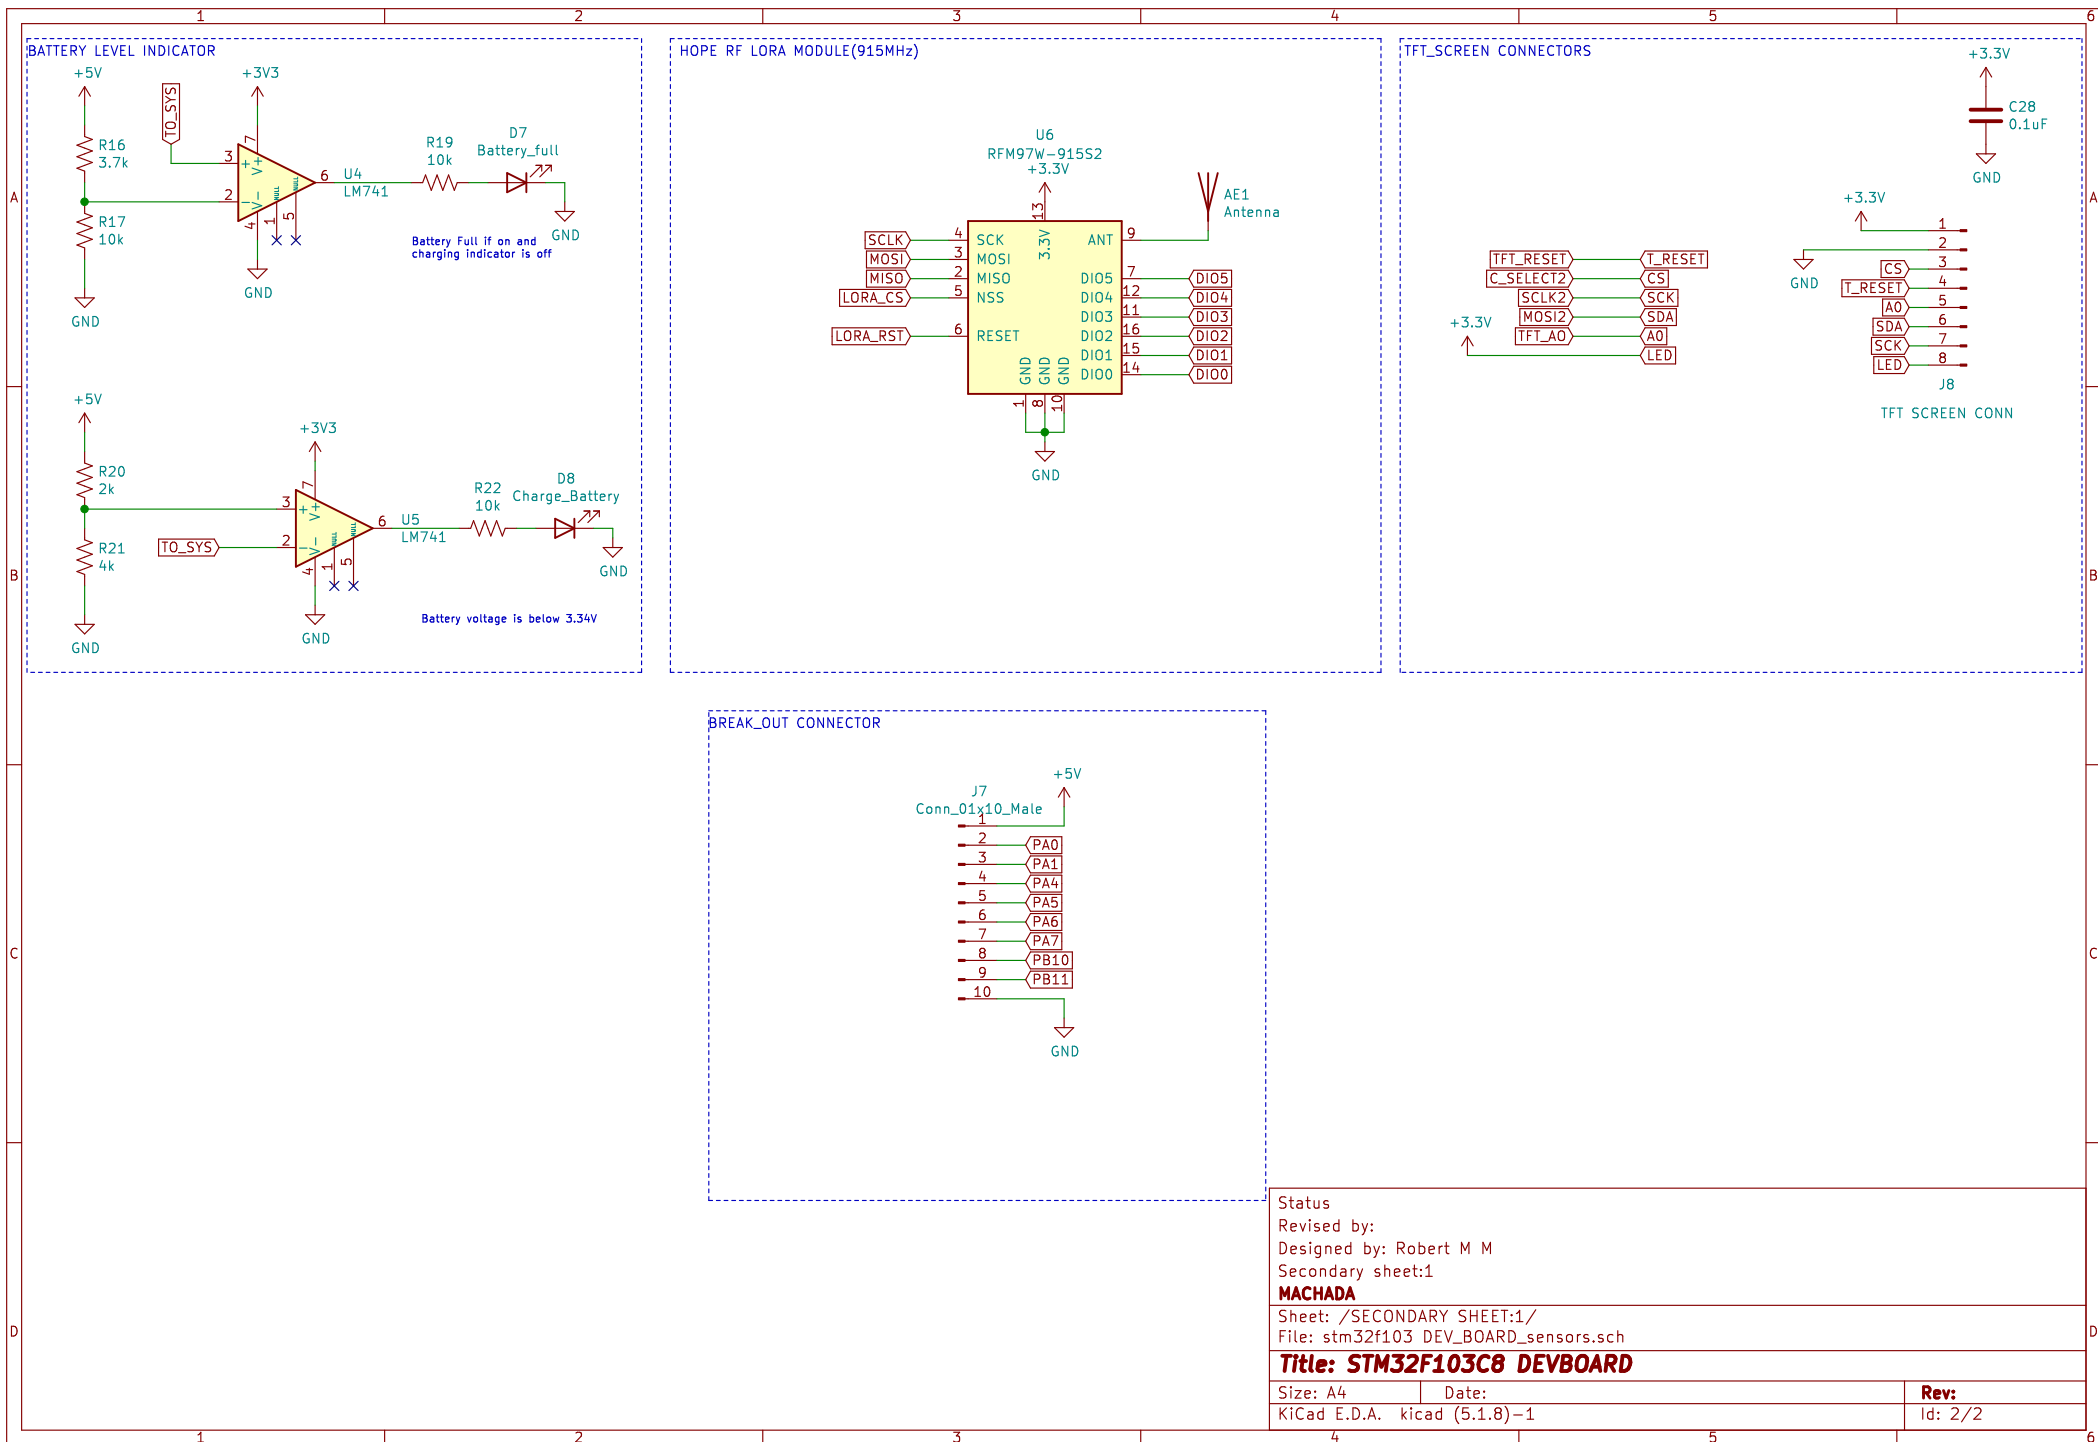 1 2 3 4 5 6
BATTERY LEVEL INDICATOR
+5V
TO_SYS
+3V3
R16
3.7k
R17
10k
GND
3
2
7
6
4
1
5
+
-
V+
V-
NULL
NULL
U4
LM741
GND
R19
10k
D7
Battery_full
GND
Battery Full if on and
charging indicator is off
+5V
R20
2k
R21
4k
GND
TO_SYS
+3V3
3
2
7
6
4
1
5
+
-
V+
V-
NULL
NULL
U5
LM741
GND
R22
10k
D8
Charge_Battery
GND
Battery voltage is below 3.34V
HOPE RF LORA MODULE(915MHz)
U6
RFM97W-915S2
+3.3V
13
3.3V
AE1
Antenna
SCLK 4 SCK
MOSI 3 MOSI
MISO 2 MISO
LORA_CS 5 NSS
LORA_RST 6 RESET
ANT 9
DIO5 7 DIO5
DIO4 12 DIO4
DIO3 11 DIO3
DIO2 16 DIO2
DIO1 15 DIO1
DIO0 14 DIO0
GND GND GND
1 8 10
GND
TFT_SCREEN CONNECTORS
+3.3V
C28
0.1uF
GND
TFT_RESET T_RESET
C_SELECT2 CS
SCLK2 SCK
MOSI2 SDA
TFT_AO A0
+3.3V
LED
+3.3V
GND
1
2
CS 3
T_RESET 4
A0 5
SDA 6
SCK 7
LED 8
J8
TFT SCREEN CONN
BREAK_OUT CONNECTOR
+5V
J7
Conn_01x10_Male
1
2 PA0
3 PA1
4 PA4
5 PA5
6 PA6
7 PA7
8 PB10
9 PB11
10
GND
A A
B B
C C
D D
Status
Revised by:
Designed by: Robert M M
Secondary sheet:1
MACHADA
Sheet: /SECONDARY SHEET:1/
File: stm32f103 DEV_BOARD_sensors.sch
Title: STM32F103C8 DEVBOARD
Size: A4 Date: Rev:
KiCad E.D.A. kicad (5.1.8)-1 Id: 2/2
1 2 3 4 5 6